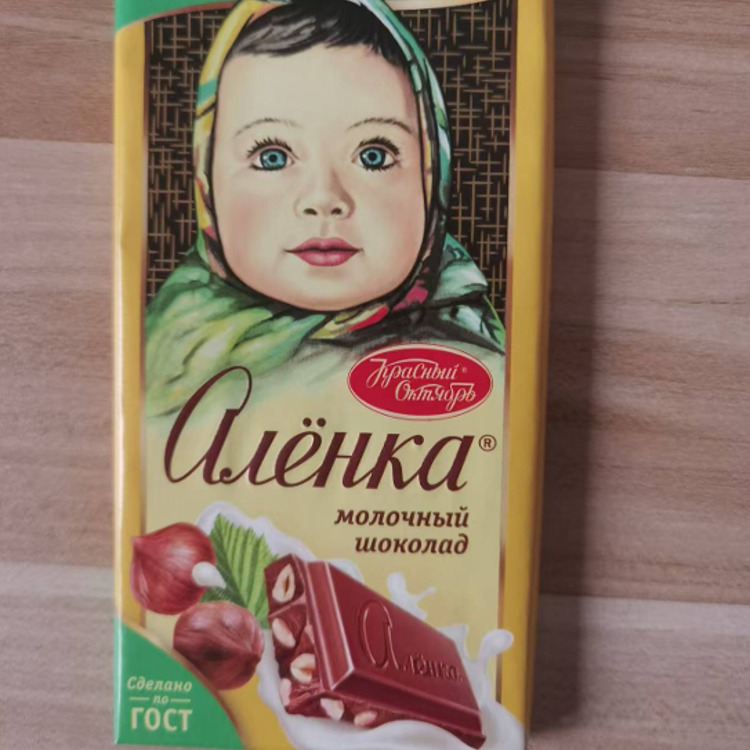 Красный
Октябрь
Алёнка®
молочный
шоколад
Алёнка
Сделано
по
ГОСТ